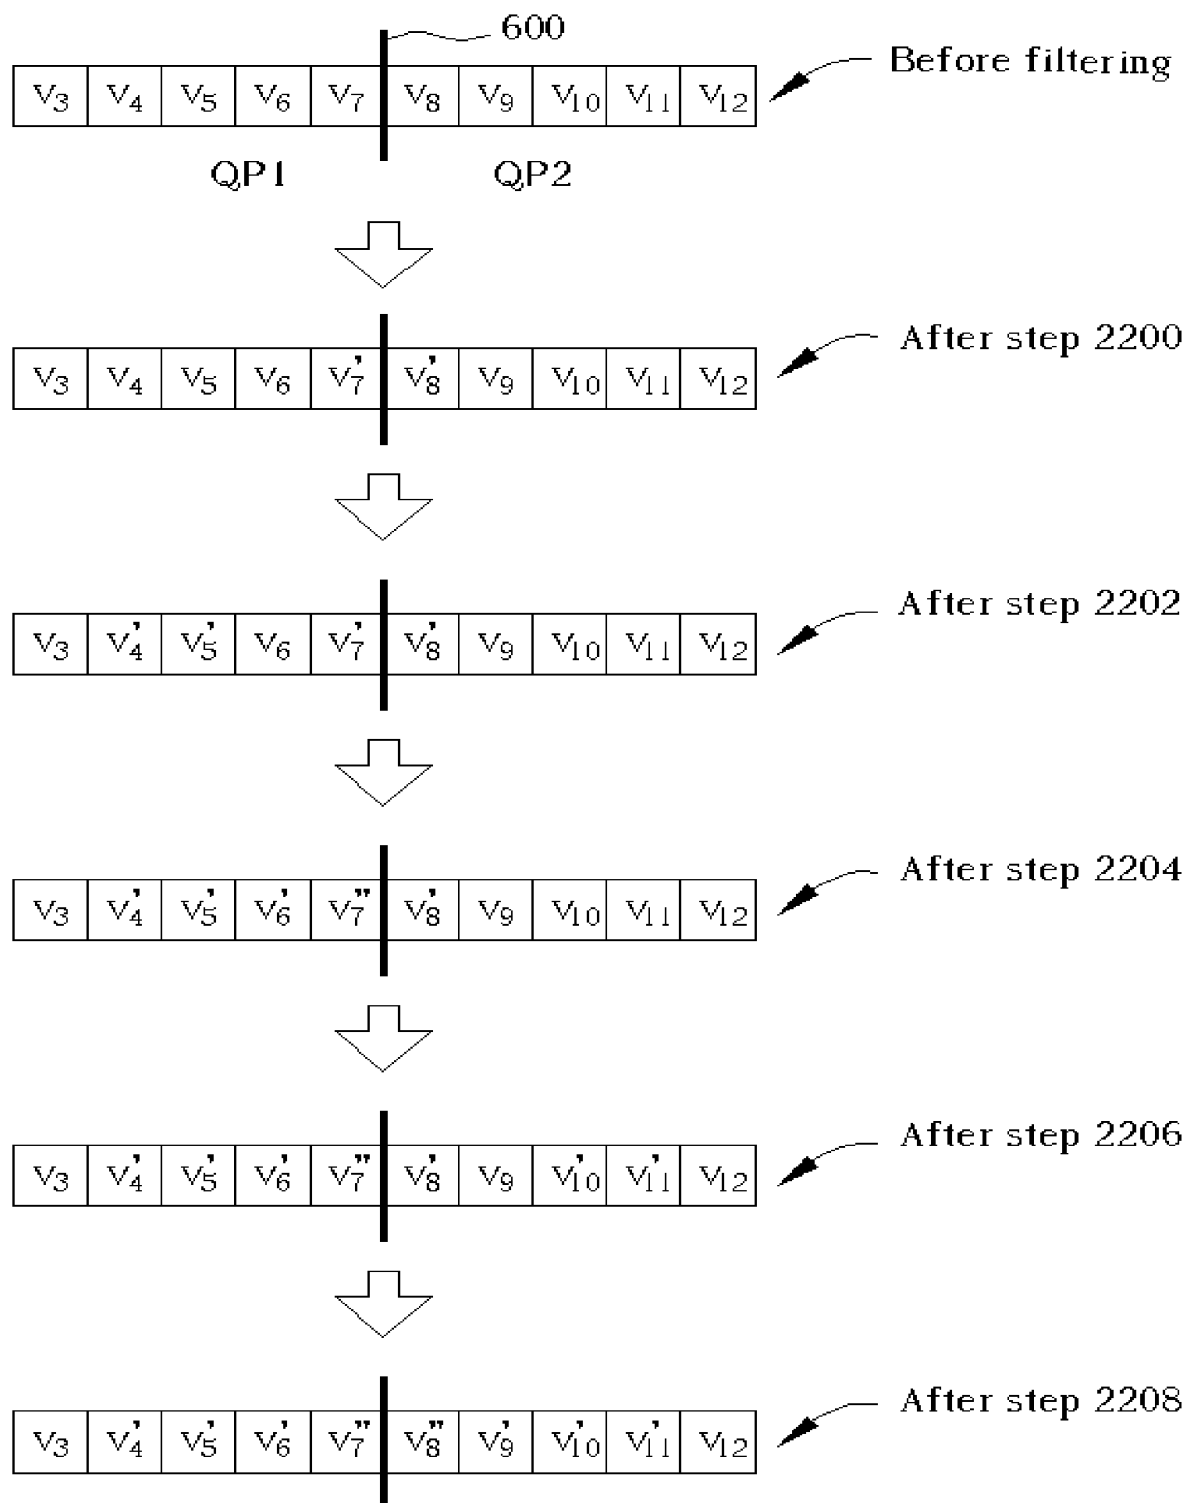 600
Before filtering
V3 V4 V5 V6 V7 V8 V9 V10 V11 V12
QP1 QP2
After step 2200
V3 V4 V5 V6 V7' V8' V9 V10 V11 V12
After step 2202
V3 V4' V5' V6 V7' V8' V9 V10 V11 V12
After step 2204
V3 V4' V5' V6' V7" V8' V9 V10 V11 V12
After step 2206
V3 V4' V5' V6' V7" V8' V9 V10' V11' V12
After step 2208
V3 V4' V5' V6' V7" V8" V9' V10' V11' V12